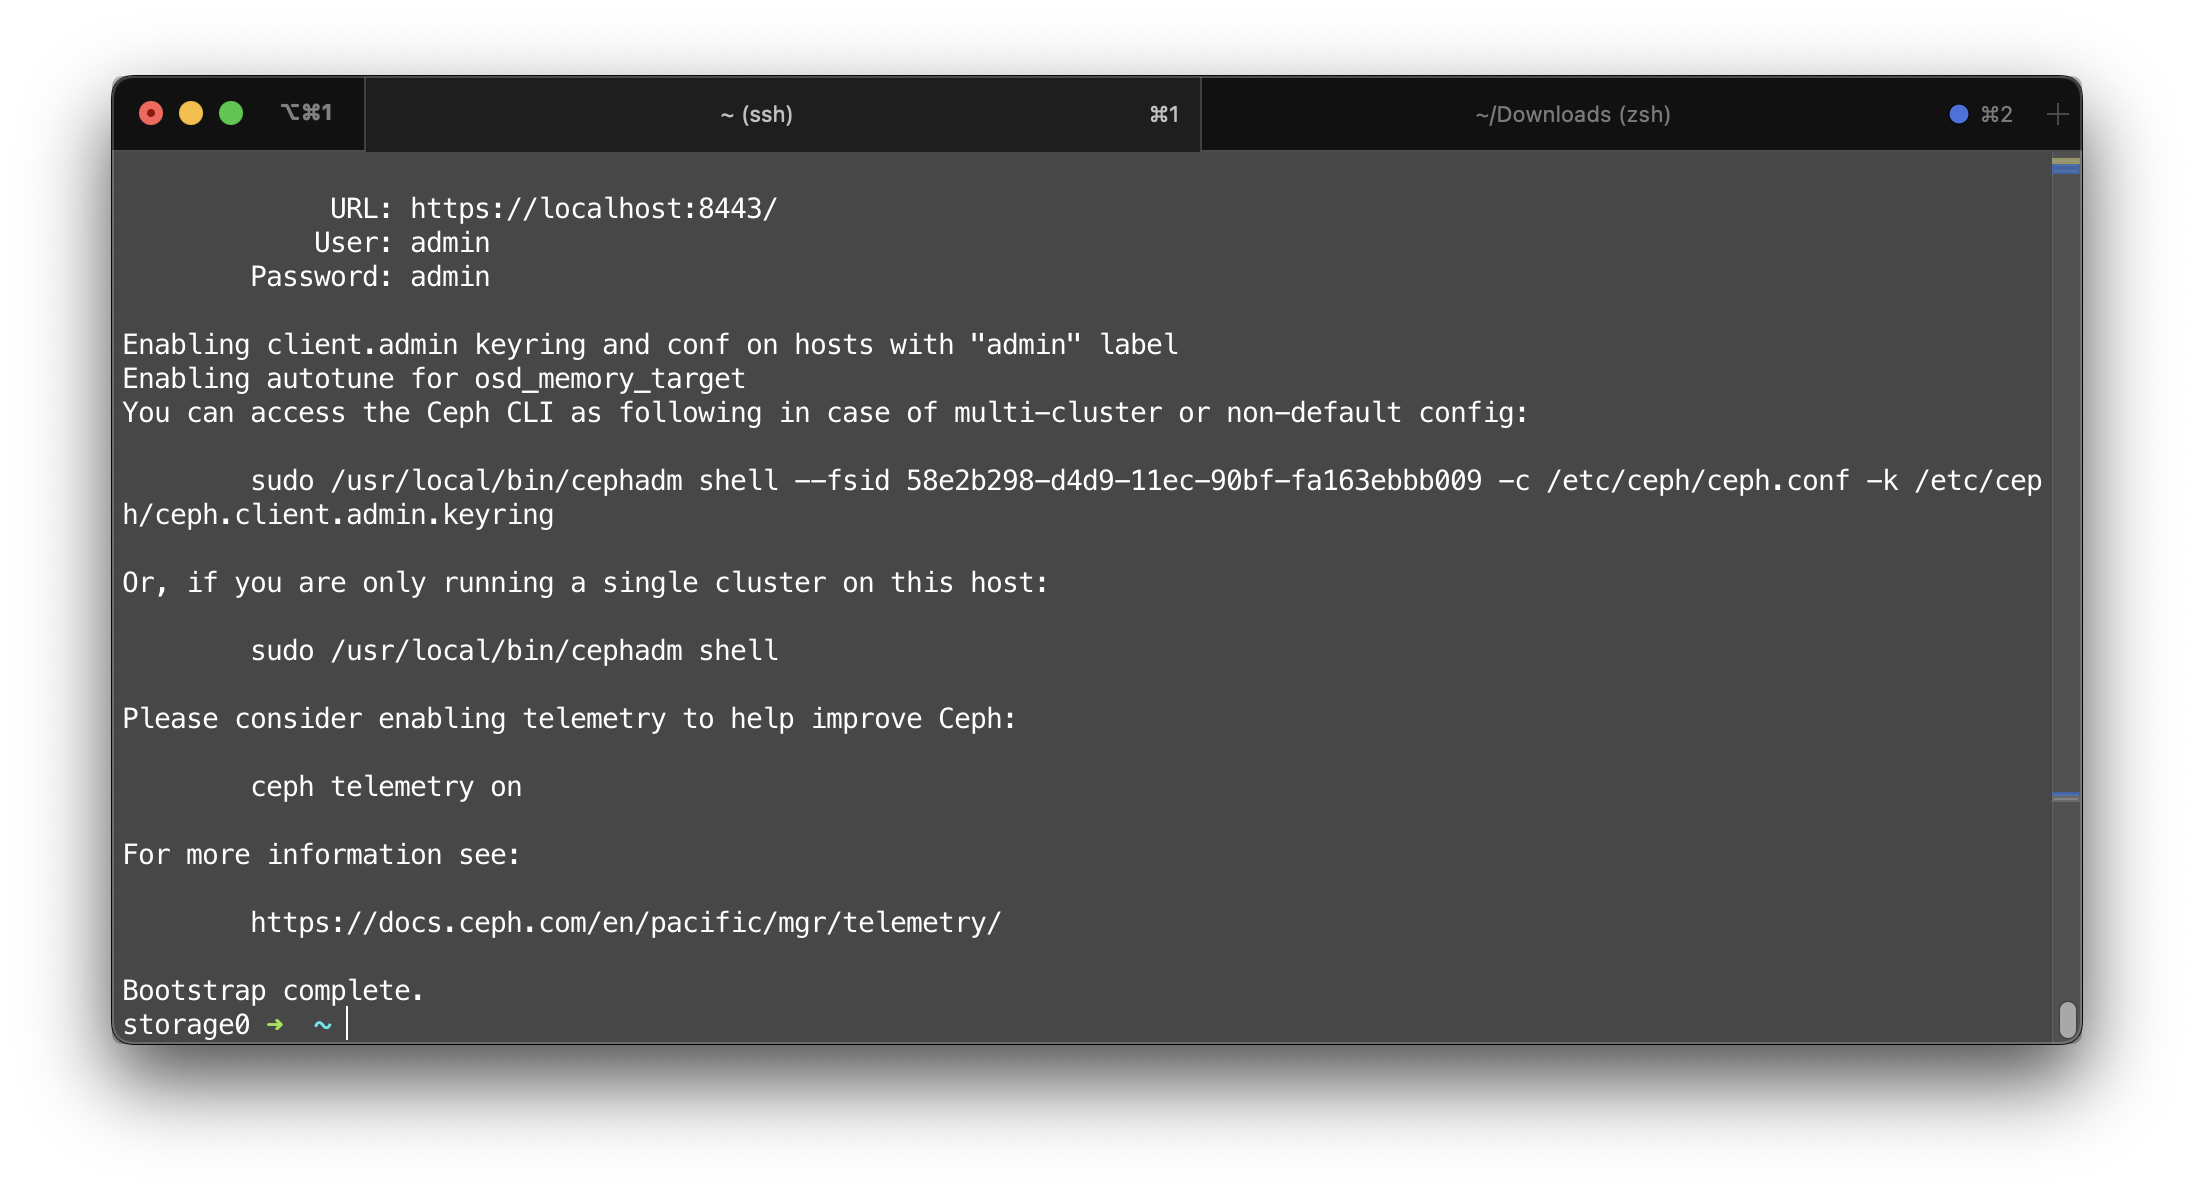 ⌥⌘1
~ (ssh)
⌘1
~/Downloads (zsh)
⌘2
URL: https://localhost:8443/
User: admin
Password: admin
Enabling client.admin keyring and conf on hosts with "admin" label
Enabling autotune for osd_memory_target
You can access the Ceph CLI as following in case of multi-cluster or non-default config:
sudo /usr/local/bin/cephadm shell --fsid 58e2b298-d4d9-11ec-90bf-fa163ebbb009 -c /etc/ceph/ceph.conf -k /etc/cep
h/ceph.client.admin.keyring
Or, if you are only running a single cluster on this host:
sudo /usr/local/bin/cephadm shell
Please consider enabling telemetry to help improve Ceph:
ceph telemetry on
For more information see:
https://docs.ceph.com/en/pacific/mgr/telemetry/
Bootstrap complete.
storage0 ➜ ~